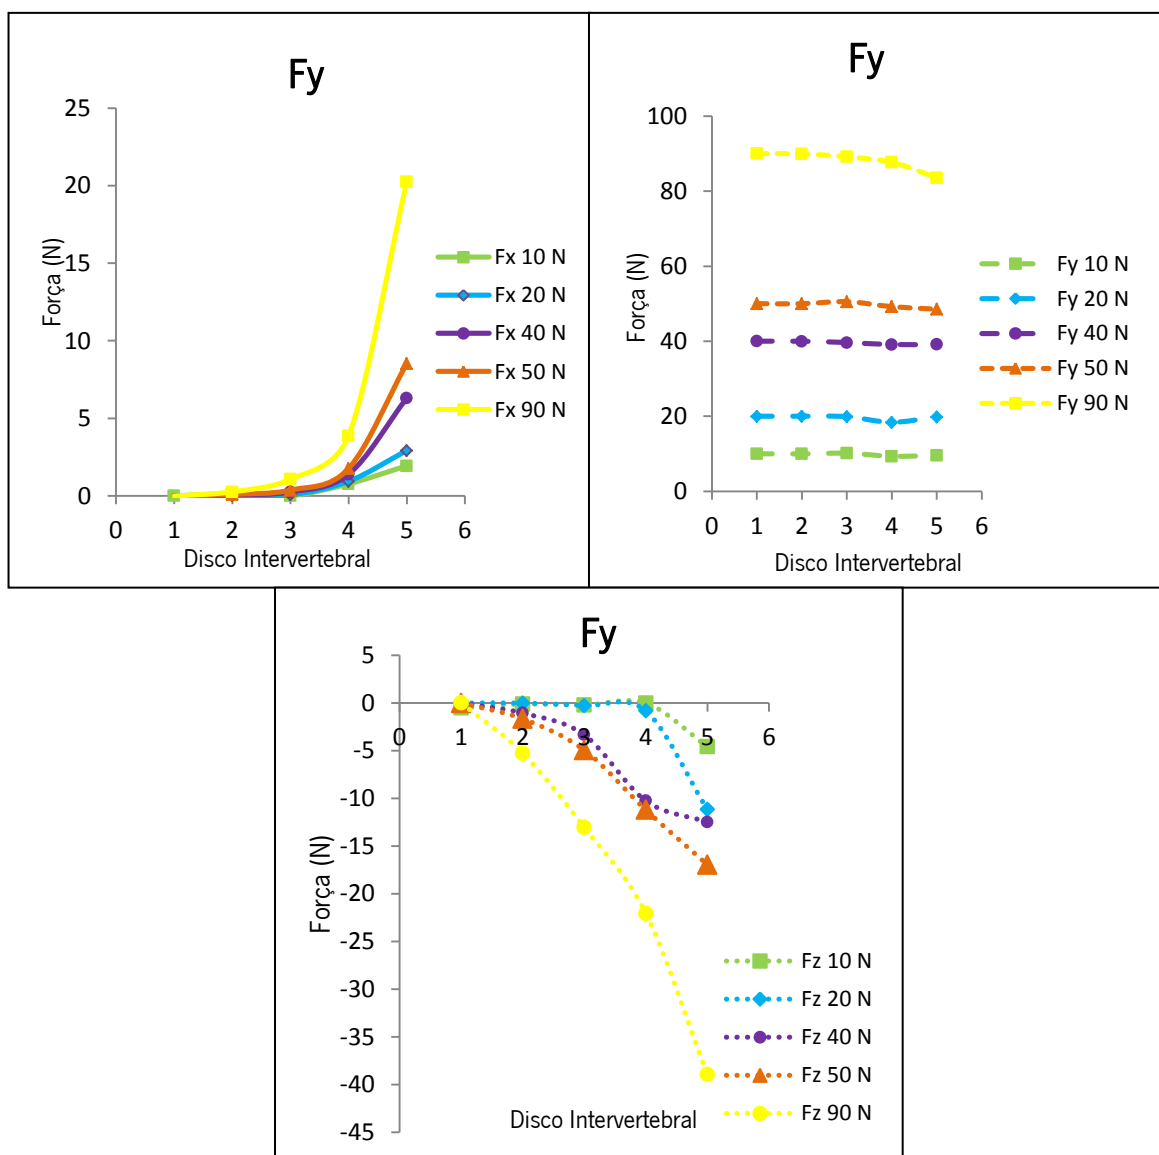 Fy
25
20
15
10
5
0
0 1 2 3 4 5 6
Força (N)
Disco Intervertebral
Fx 10 N
Fx 20 N
Fx 40 N
Fx 50 N
Fx 90 N
Fy
100
80
60
40
20
0
0 1 2 3 4 5 6
Força (N)
Disco Intervertebral
Fy 10 N
Fy 20 N
Fy 40 N
Fy 50 N
Fy 90 N
Fy
5
0
-5
-10
-15
-20
-25
-30
-35
-40
-45
0 1 2 3 4 5 6
Força (N)
Disco Intervertebral
Fz 10 N
Fz 20 N
Fz 40 N
Fz 50 N
Fz 90 N